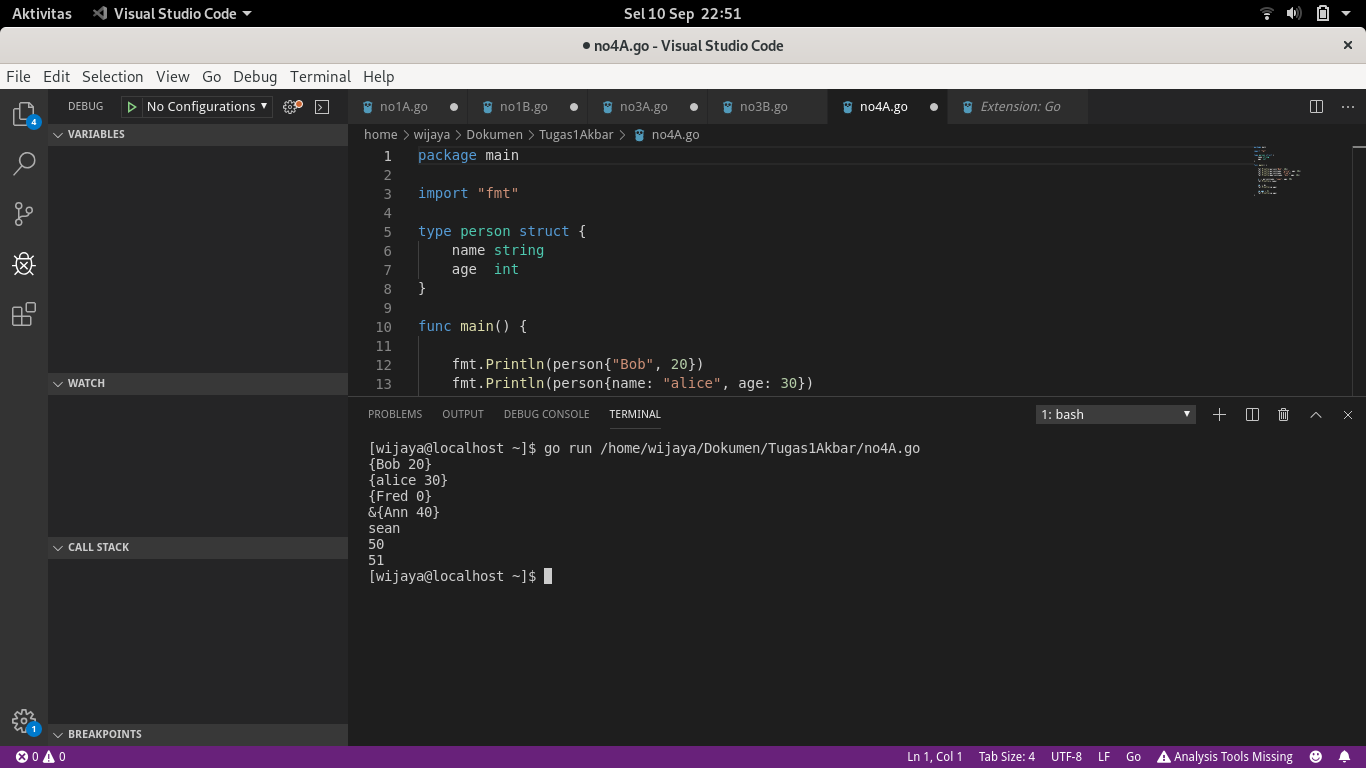 Aktivitas Visual Studio Code Sel 10 Sep 22:51
● no4A.go - Visual Studio Code
File Edit Selection View Go Debug Terminal Help
DEBUG No Configurations
no1A.go no1B.go no3A.go no3B.go no4A.go Extension: Go
4
VARIABLES
home > wijaya > Dokumen > Tugas1Akbar > no4A.go
1 package main
2
3 import "fmt"
4
5 type person struct {
6 name string
7 age  int
8 }
9
10 func main() {
11
12 fmt.Println(person{"Bob", 20})
13 fmt.Println(person{name: "alice", age: 30})
WATCH
CALL STACK
BREAKPOINTS
1
PROBLEMS OUTPUT DEBUG CONSOLE TERMINAL 1: bash
[wijaya@localhost ~]$ go run /home/wijaya/Dokumen/Tugas1Akbar/no4A.go
{Bob 20}
{alice 30}
{Fred 0}
&{Ann 40}
sean
50
51
[wijaya@localhost ~]$
0 0 Ln 1, Col 1 Tab Size: 4 UTF-8 LF Go Analysis Tools Missing